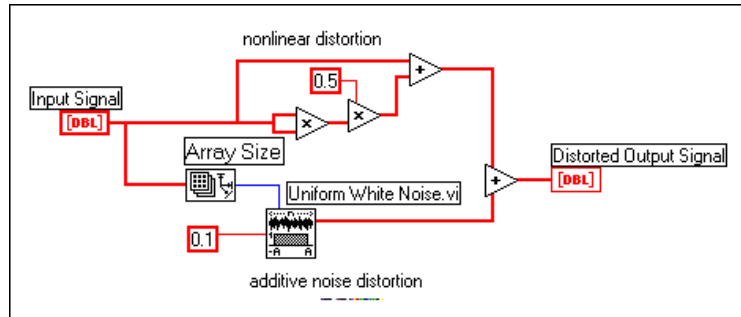 nonlinear distortion
+
0.5
Input Signal
[DBL]
x
x
Array Size
Distorted Output Signal
+
[DBL]
Uniform White Noise.vi
0.1
-A A
additive noise distortion